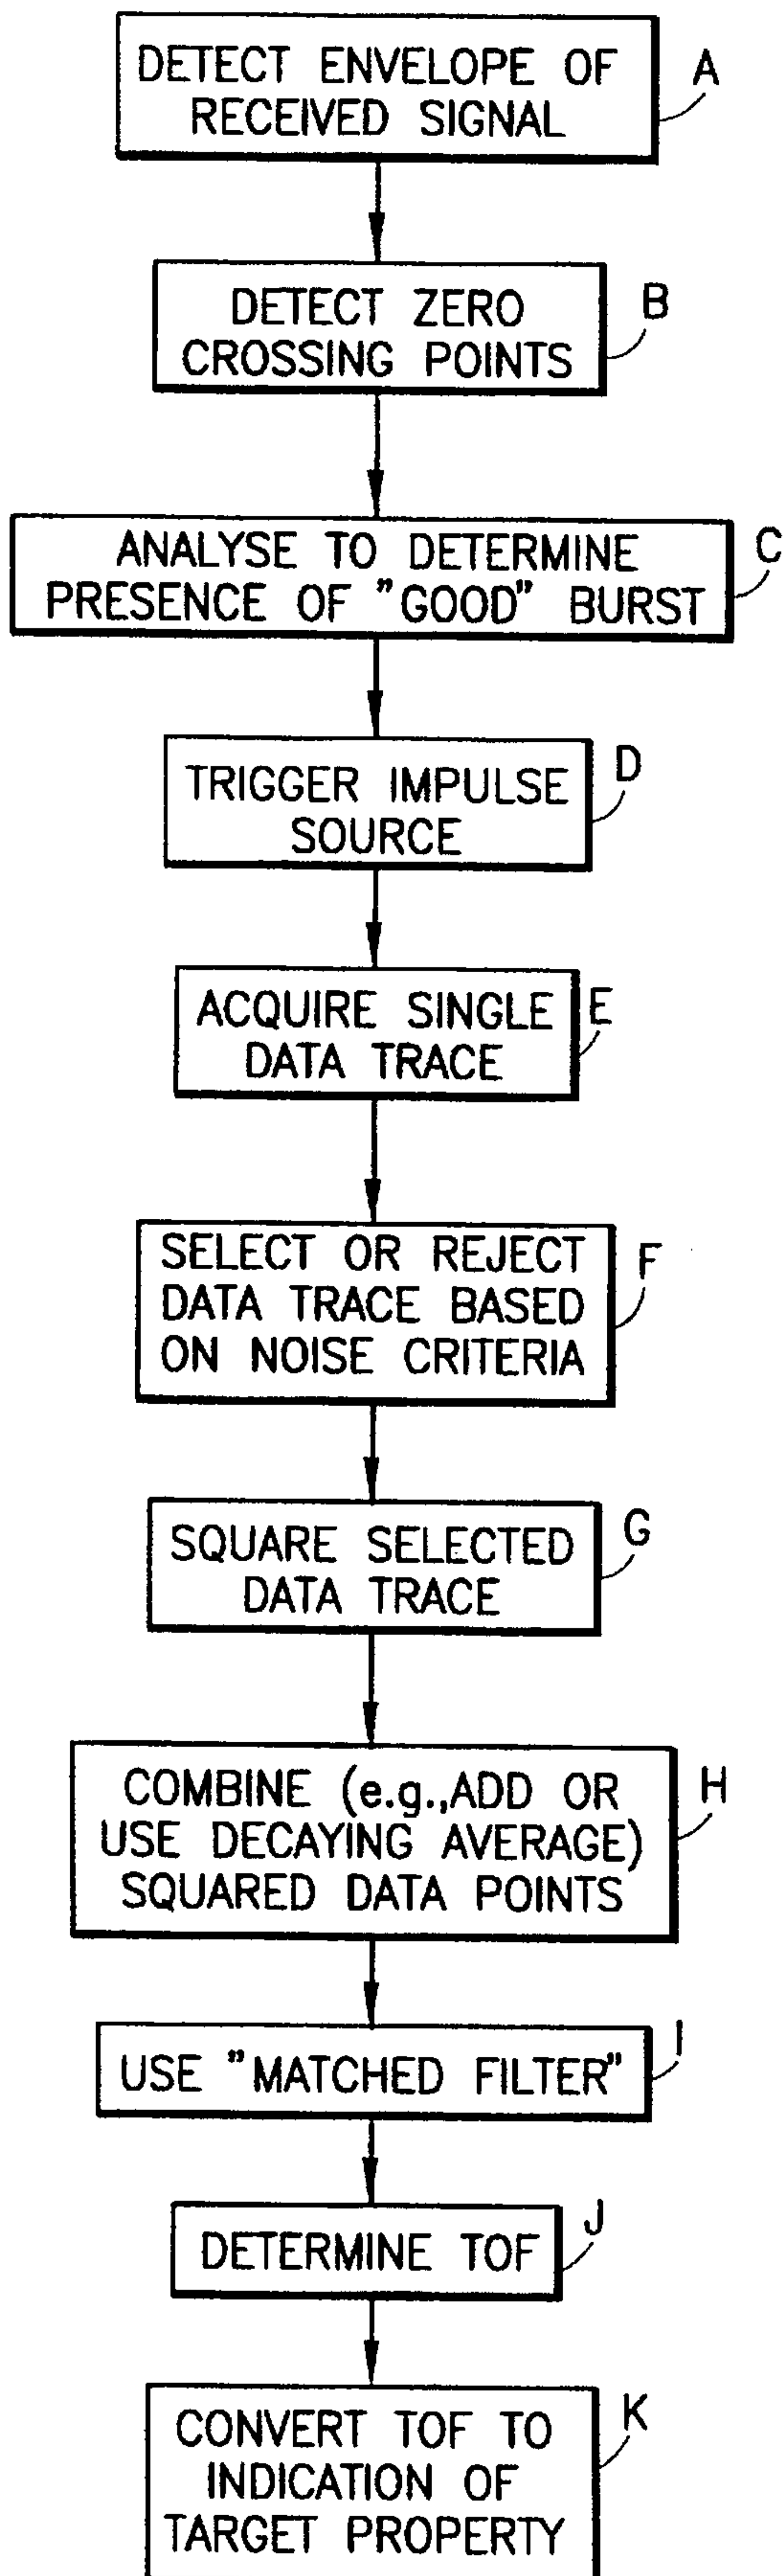 DETECT ENVELOPE OF
RECEIVED SIGNAL
A
DETECT ZERO
CROSSING POINTS
B
ANALYSE TO DETERMINE
PRESENCE OF "GOOD" BURST
C
TRIGGER IMPULSE
SOURCE
D
ACQUIRE SINGLE
DATA TRACE
E
SELECT OR REJECT
DATA TRACE BASED
ON NOISE CRITERIA
F
SQUARE SELECTED
DATA TRACE
G
COMBINE (e.g.,ADD OR
USE DECAYING AVERAGE)
SQUARED DATA POINTS
H
USE "MATCHED FILTER"
I
DETERMINE TOF
J
CONVERT TOF TO
INDICATION OF
TARGET PROPERTY
K